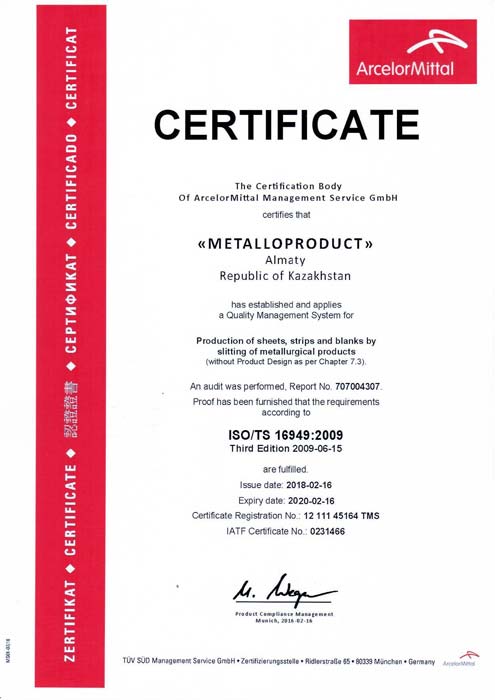 ArcelorMittal
CERTIFICATE
The Certification Body
Of ArcelorMittal Management Service GmbH
certifies that
«METALLOPRODUCT»
Almaty
Republic of Kazakhstan
has established and applies
a Quality Management System for
Production of sheets, strips and blanks by
slitting of metallurgical products
(without Product Design as per Chapter 7.3).
An audit was performed, Report No. 707004307.
Proof has been furnished that the requirements
according to
ISO/TS 16949:2009
Third Edition 2009-06-15
are fulfilled.
Issue date: 2018-02-16
Expiry date: 2020-02-16
Certificate Registration No.: 12 111 45164 TMS
IATF Certificate No.: 0231466
Product Compliance Management
Munich, 2016-02-16
TÜV SÜD Management Service GmbH • Zertifizierungsstelle • Ridlerstraße 65 • 80339 München • Germany
ArcelorMittal
ZERTIFIKAT ◆ CERTIFICATE ◆ 認證證書 ◆ СЕРТИФИКАТ ◆ CERTIFICADO ◆ CERTIFICAT